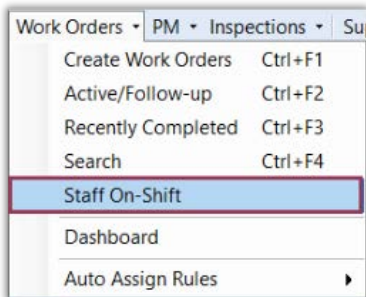 Work Orders PM Inspections Su
Create Work Orders Ctrl+F1
Active/Follow-up Ctrl+F2
Recently Completed Ctrl+F3
Search Ctrl+F4
Staff On-Shift
Dashboard
Auto Assign Rules